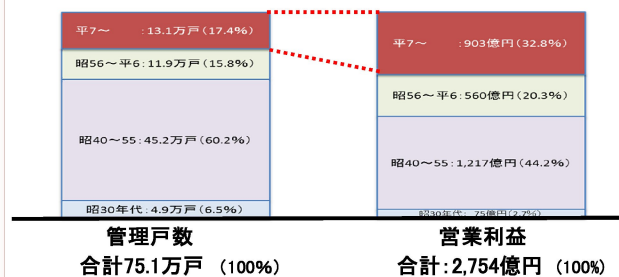 平7～　：13.1万戸(17.4%)
昭56～平6：11.9万戸(15.8%)
昭40～55：45.2万戸(60.2%)
昭30年代：4.9万戸(6.5%)
管理戸数
合計75.1万戸 (100%)
平7～　：903億円(32.8%)
昭56～平6：560億円(20.3%)
昭40～55：1,217億円(44.2%)
昭30年代： 75億円(2.7%)
営業利益
合計：2,754億円 (100%)